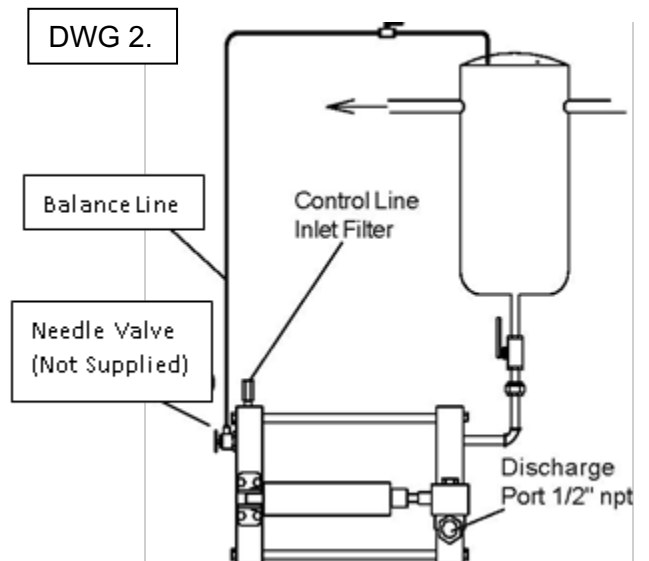 DWG 2.
Balance Line
Control Line
Inlet Filter
Needle Valve
(Not Supplied)
Discharge
Port 1/2" npt